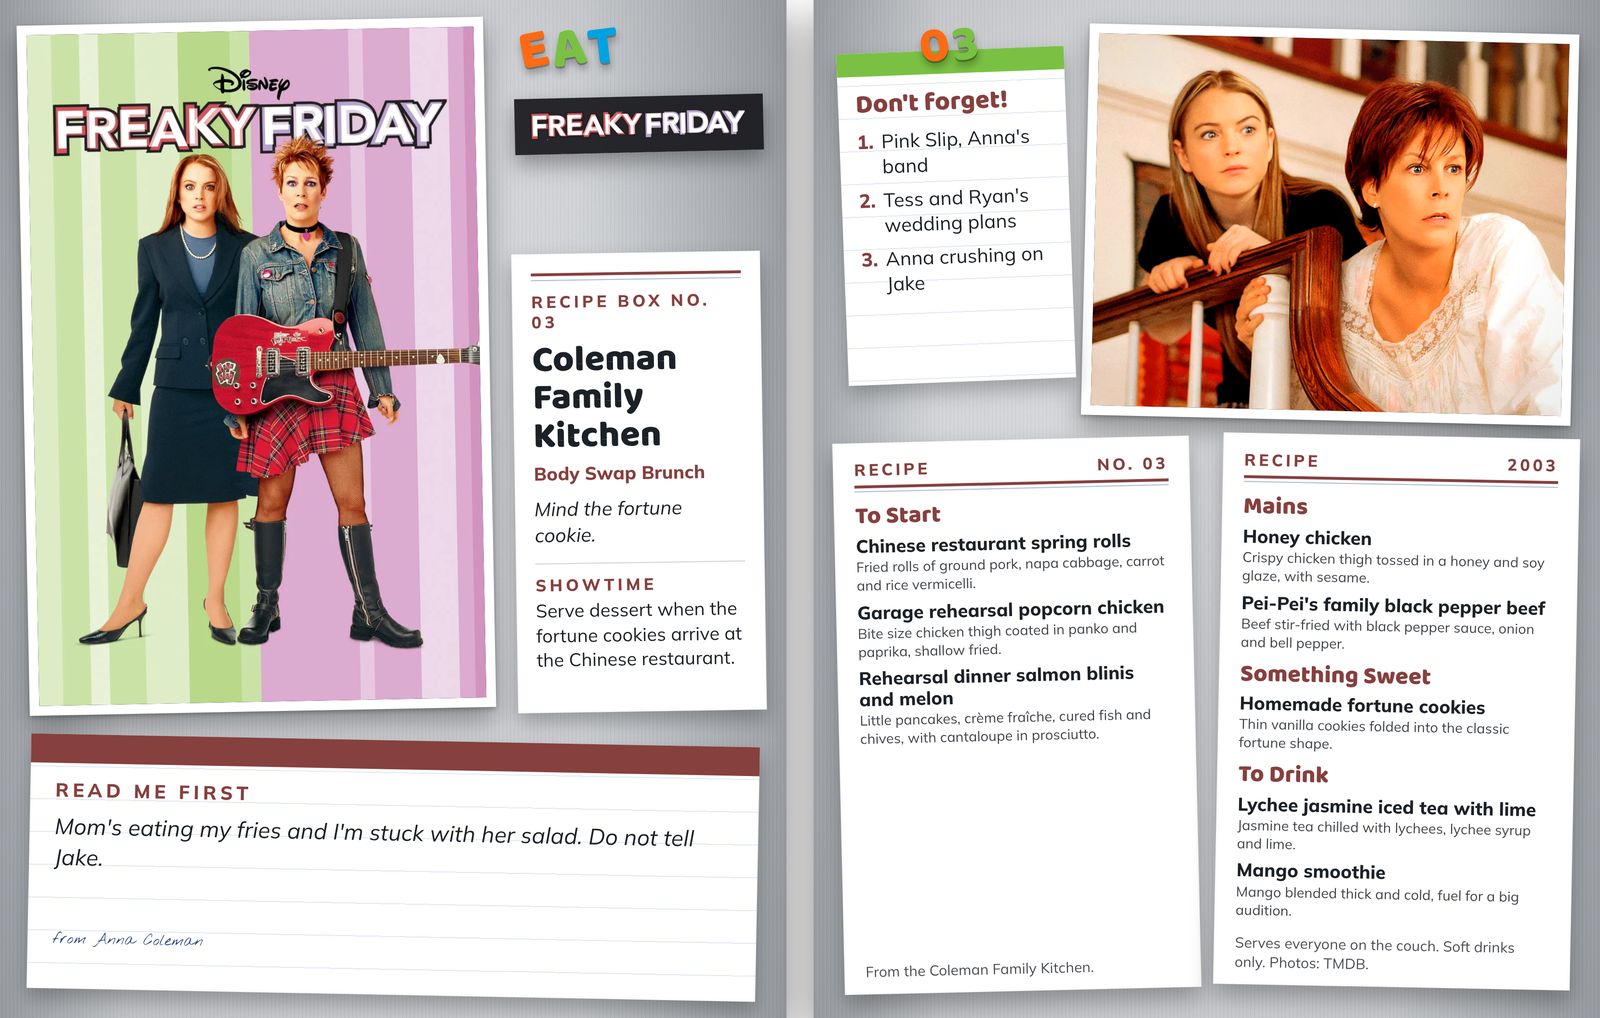 Disney
FREAKY FRIDAY
EAT
FREAKY FRIDAY
RECIPE BOX NO.
03
Coleman
Family
Kitchen
Body Swap Brunch
Mind the fortune
cookie.
SHOWTIME
Serve dessert when the
fortune cookies arrive at
the Chinese restaurant.
READ ME FIRST
Mom's eating my fries and I'm stuck with her salad. Do not tell
Jake.
from Anna Coleman
03
Don't forget!
1. Pink Slip, Anna's
band
2. Tess and Ryan's
wedding plans
3. Anna crushing on
Jake
RECIPE NO. 03
To Start
Chinese restaurant spring rolls
Fried rolls of ground pork, napa cabbage, carrot
and rice vermicelli.
Garage rehearsal popcorn chicken
Bite size chicken thigh coated in panko and
paprika, shallow fried.
Rehearsal dinner salmon blinis
and melon
Little pancakes, crème fraîche, cured fish and
chives, with cantaloupe in prosciutto.
From the Coleman Family Kitchen.
RECIPE 2003
Mains
Honey chicken
Crispy chicken thigh tossed in a honey and soy
glaze, with sesame.
Pei-Pei's family black pepper beef
Beef stir-fried with black pepper sauce, onion
and bell pepper.
Something Sweet
Homemade fortune cookies
Thin vanilla cookies folded into the classic
fortune shape.
To Drink
Lychee jasmine iced tea with lime
Jasmine tea chilled with lychees, lychee syrup
and lime.
Mango smoothie
Mango blended thick and cold, fuel for a big
audition.
Serves everyone on the couch. Soft drinks
only. Photos: TMDB.